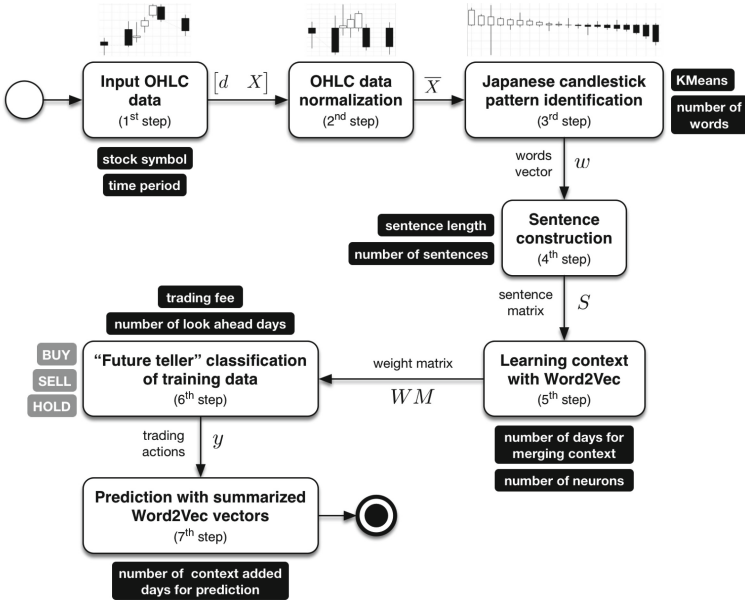 Input OHLC
data
(1st step)
[d X]
OHLC data
normalization
(2nd step)
X̅
Japanese candlestick
pattern identification
(3rd step)
KMeans
number of
words
stock symbol
time period
words
vector
w
Sentence
construction
(4th step)
sentence length
number of sentences
sentence
matrix
S
trading fee
number of look ahead days
BUY
SELL
HOLD
“Future teller” classification
of training data
(6th step)
weight matrix
WM
Learning context
with Word2Vec
(5th step)
number of days for
merging context
number of neurons
trading
actions
y
Prediction with summarized
Word2Vec vectors
(7th step)
number of context added
days for prediction